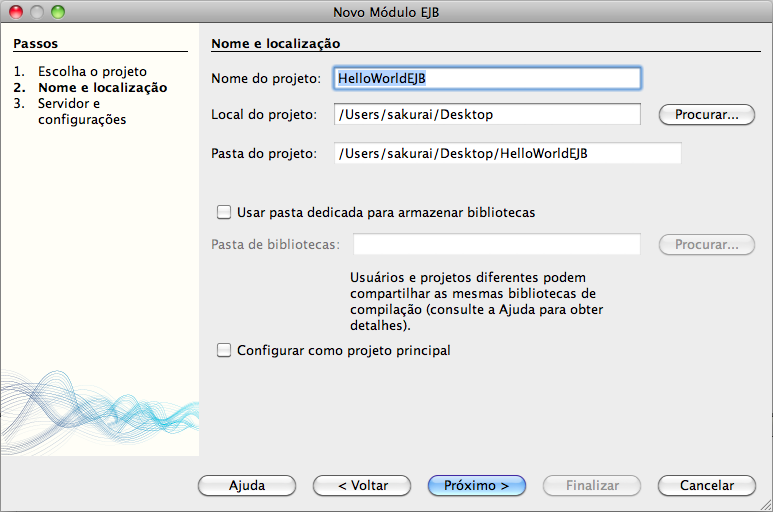 Novo Módulo EJB
Passos
1. Escolha o projeto
2. Nome e localização
3. Servidor e
configurações
Nome e localização
Nome do projeto: HelloWorldEJB
Local do projeto: /Users/sakurai/Desktop Procurar...
Pasta do projeto: /Users/sakurai/Desktop/HelloWorldEJB
Usar pasta dedicada para armazenar bibliotecas
Pasta de bibliotecas: Procurar...
Usuários e projetos diferentes podem
compartilhar as mesmas bibliotecas de
compilação (consulte a Ajuda para obter
detalhes).
Configurar como projeto principal
Ajuda < Voltar Próximo > Finalizar Cancelar